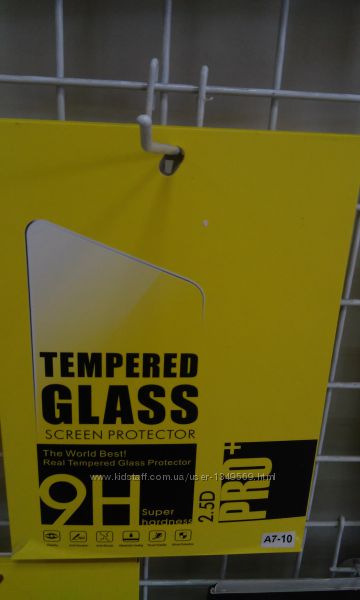 TEMPERED
GLASS
SCREEN PROTECTOR
The World Best!
Real Tempered Glass Protector
www.kidstaff.com.ua/user-1349569.html
9H
Super
hardness
2.5D
PRO+
A7-10